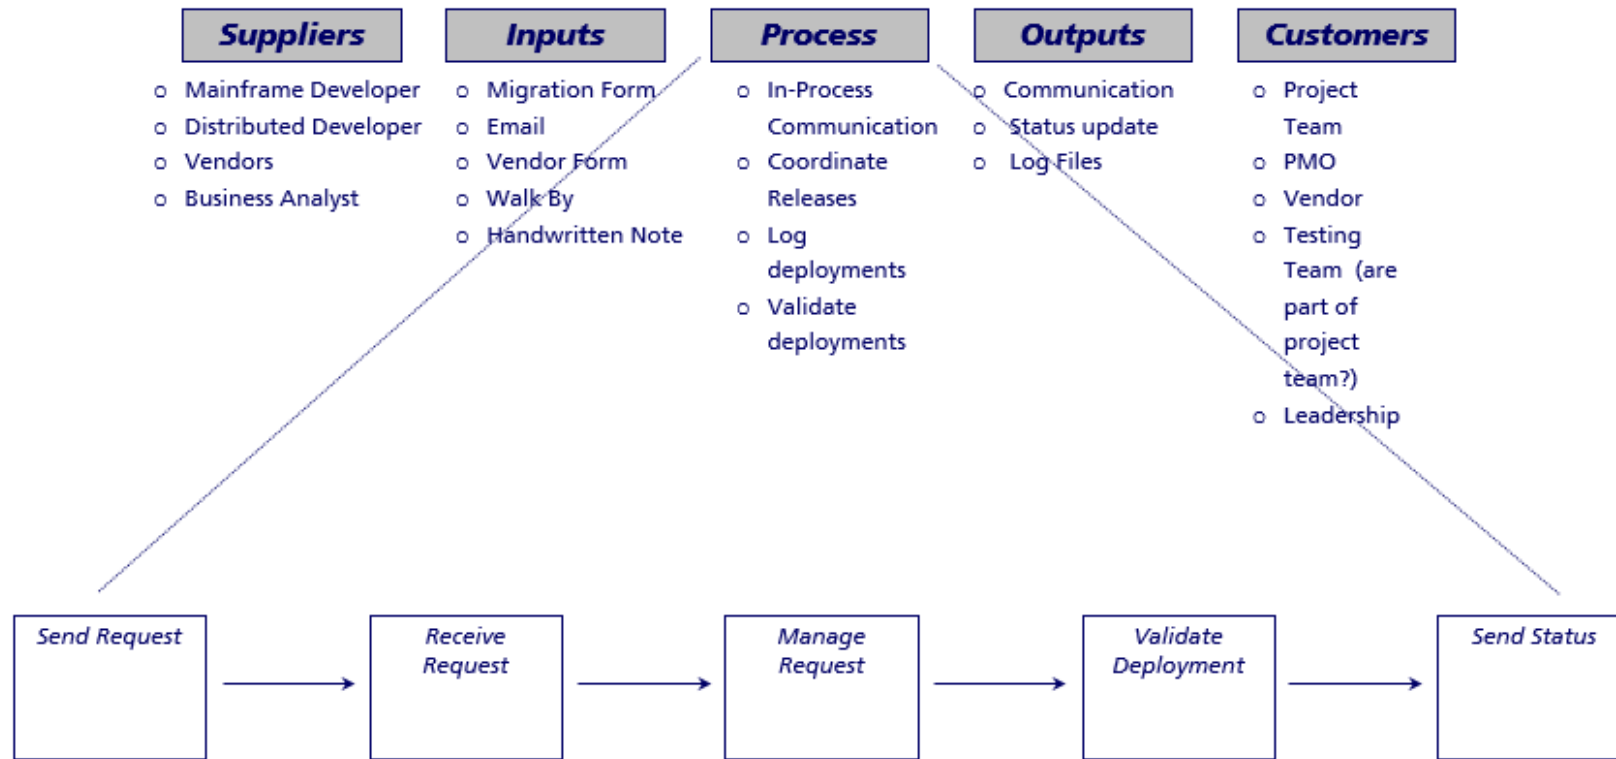 Suppliers
Mainframe Developer
Distributed Developer
Vendors
Business Analyst
Inputs
Migration Form
Email
Vendor Form
Walk By
Handwritten Note
Process
In-Process
Communication
Coordinate
Releases
Log
deployments
Validate
deployments
Outputs
Communication
Status update
Log Files
Customers
Project
Team
PMO
Vendor
Testing
Team (are
part of
project
team?)
Leadership
Send Request
Receive
Request
Manage
Request
Validate
Deployment
Send Status